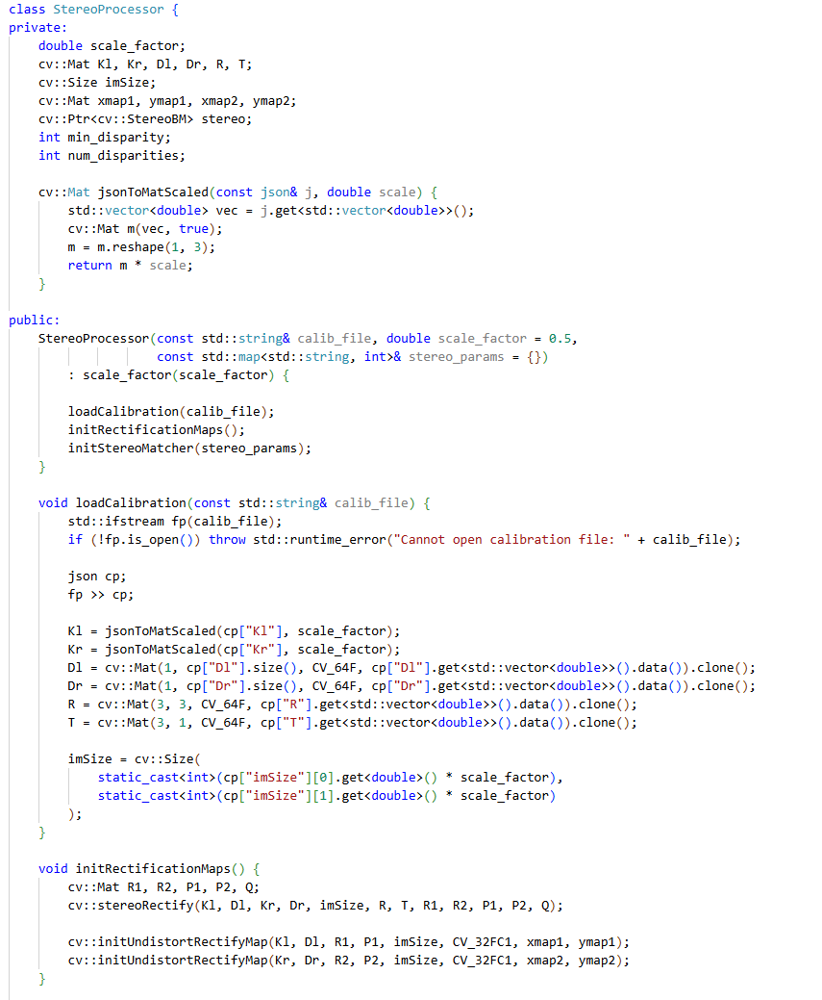 class StereoProcessor {
private:
    double scale_factor;
    cv::Mat Kl, Kr, Dl, Dr, R, T;
    cv::Size imSize;
    cv::Mat xmap1, ymap1, xmap2, ymap2;
    cv::Ptr<cv::StereoBM> stereo;
    int min_disparity;
    int num_disparities;

    cv::Mat jsonToMatScaled(const json& j, double scale) {
        std::vector<double> vec = j.get<std::vector<double>>();
        cv::Mat m(vec, true);
        m = m.reshape(1, 3);
        return m * scale;
    }

public:
    StereoProcessor(const std::string& calib_file, double scale_factor = 0.5,
                    const std::map<std::string, int>& stereo_params = {})
        : scale_factor(scale_factor) {

        loadCalibration(calib_file);
        initRectificationMaps();
        initStereoMatcher(stereo_params);
    }

    void loadCalibration(const std::string& calib_file) {
        std::ifstream fp(calib_file);
        if (!fp.is_open()) throw std::runtime_error("Cannot open calibration file: " + calib_file);

        json cp;
        fp >> cp;

        Kl = jsonToMatScaled(cp["Kl"], scale_factor);
        Kr = jsonToMatScaled(cp["Kr"], scale_factor);
        Dl = cv::Mat(1, cp["Dl"].size(), CV_64F, cp["Dl"].get<std::vector<double>>().data()).clone();
        Dr = cv::Mat(1, cp["Dr"].size(), CV_64F, cp["Dr"].get<std::vector<double>>().data()).clone();
        R = cv::Mat(3, 3, CV_64F, cp["R"].get<std::vector<double>>().data()).clone();
        T = cv::Mat(3, 1, CV_64F, cp["T"].get<std::vector<double>>().data()).clone();

        imSize = cv::Size(
            static_cast<int>(cp["imSize"][0].get<double>() * scale_factor),
            static_cast<int>(cp["imSize"][1].get<double>() * scale_factor)
        );
    }

    void initRectificationMaps() {
        cv::Mat R1, R2, P1, P2, Q;
        cv::stereoRectify(Kl, Dl, Kr, Dr, imSize, R, T, R1, R2, P1, P2, Q);

        cv::initUndistortRectifyMap(Kl, Dl, R1, P1, imSize, CV_32FC1, xmap1, ymap1);
        cv::initUndistortRectifyMap(Kr, Dr, R2, P2, imSize, CV_32FC1, xmap2, ymap2);
    }